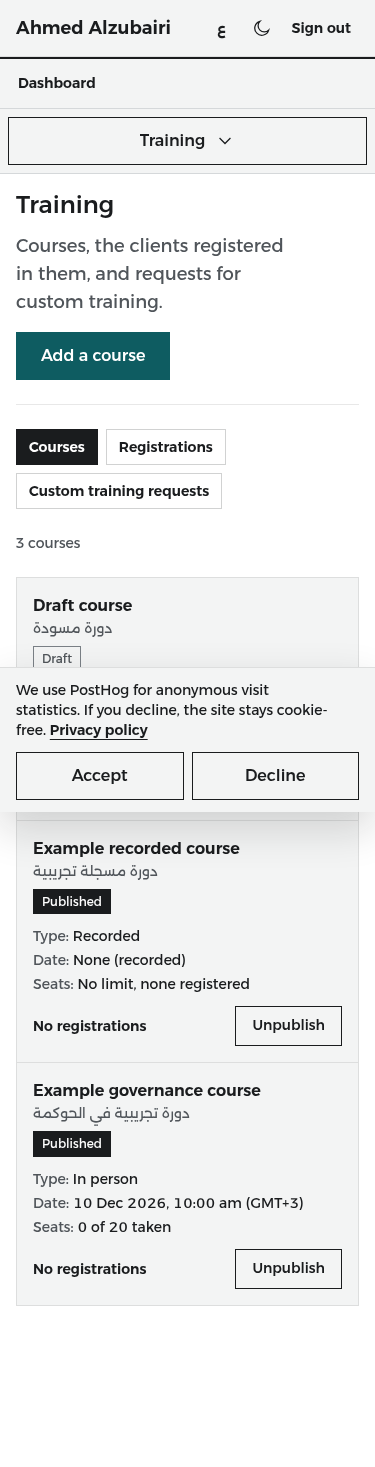 Ahmed Alzubairi
ع
Sign out
Dashboard
Training
Training
Courses, the clients registered
in them, and requests for
custom training.
Add a course
Courses
Registrations
Custom training requests
3 courses
Draft course
دورة مسودة
Draft
We use PostHog for anonymous visit
statistics. If you decline, the site stays cookie-
free. Privacy policy
Accept
Decline
Example recorded course
دورة مسجلة تجريبية
Published
Type: Recorded
Date: None (recorded)
Seats: No limit, none registered
No registrations
Unpublish
Example governance course
دورة تجريبية في الحوكمة
Published
Type: In person
Date: 10 Dec 2026, 10:00 am (GMT+3)
Seats: 0 of 20 taken
No registrations
Unpublish